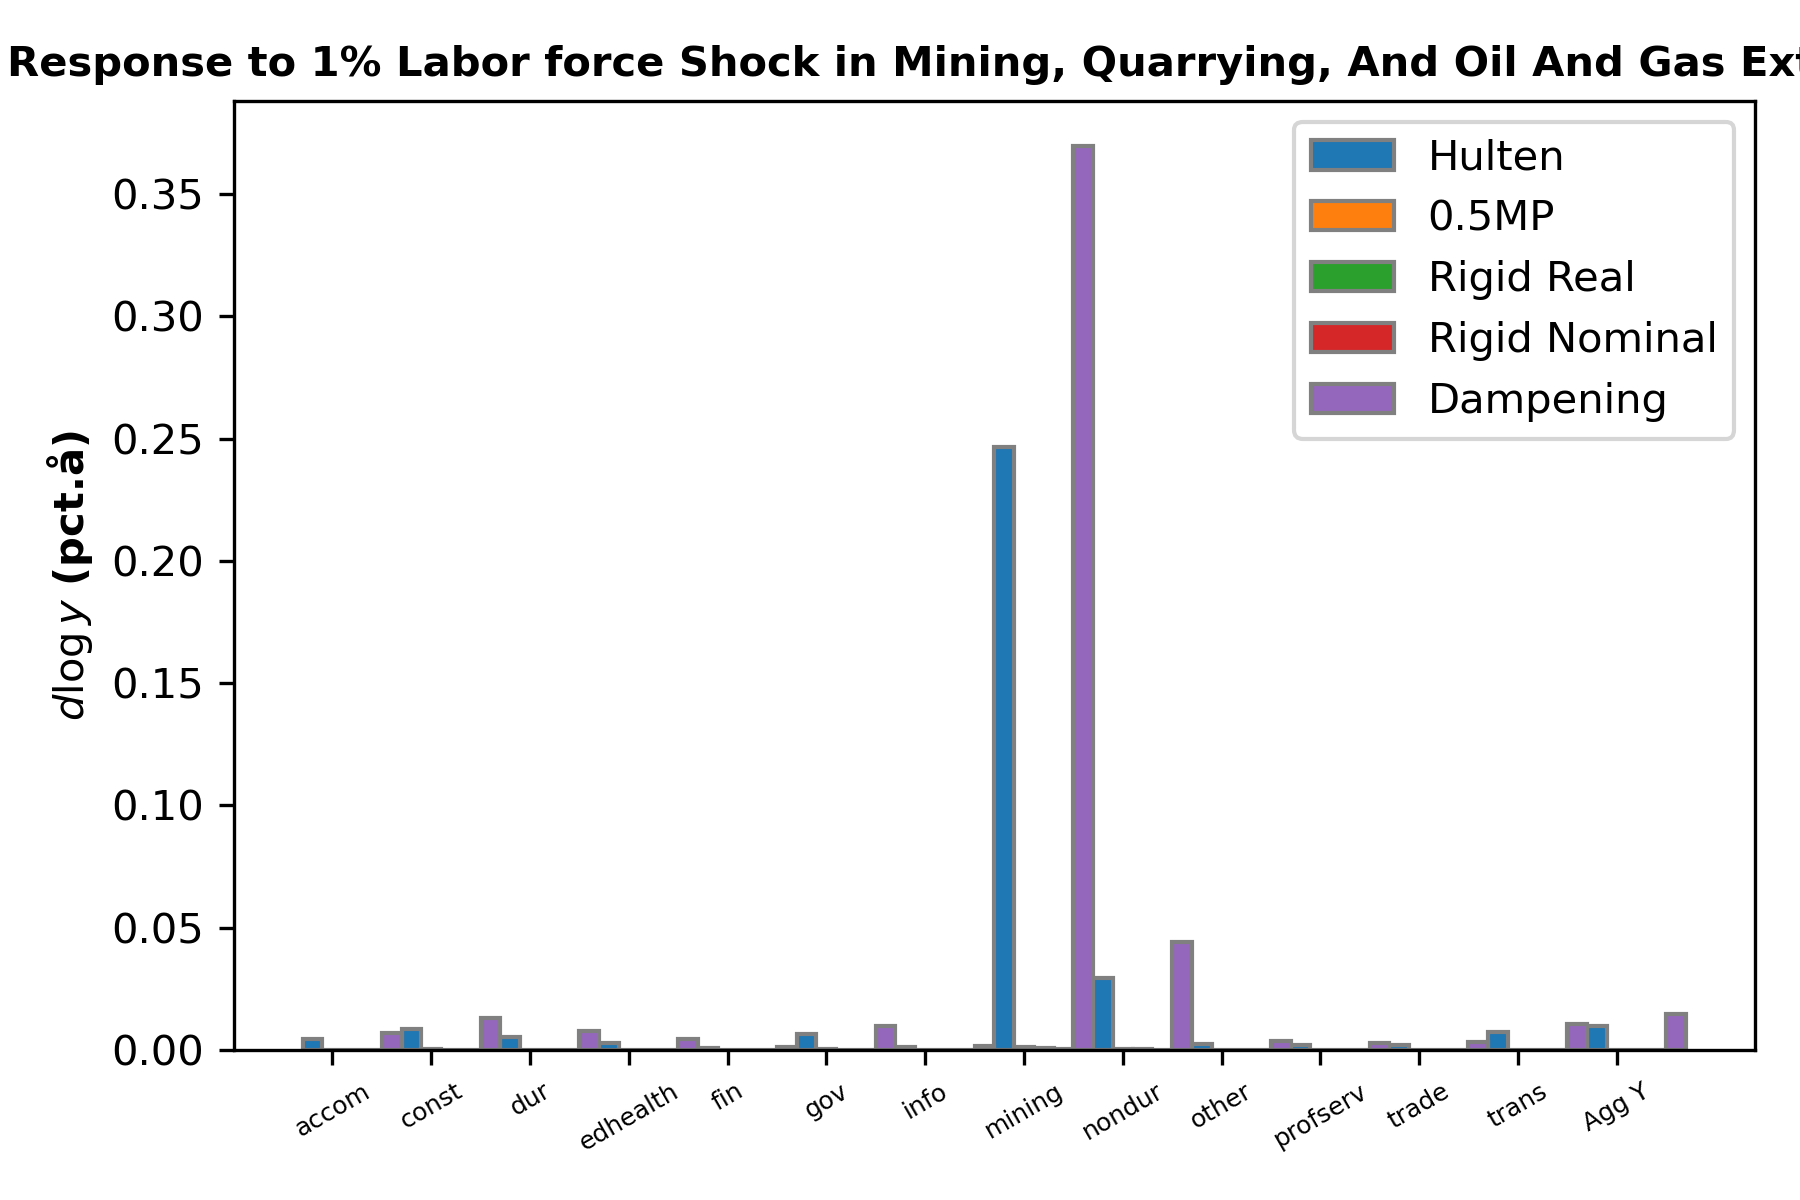 Response to 1% Labor force Shock in Mining, Quarrying, And Oil And Gas Ext
Hulten
0.5MP
Rigid Real
Rigid Nominal
Dampening
dlog y (pct.å)
0.35
0.30
0.25
0.20
0.15
0.10
0.05
0.00
accom
const
dur
edhealth
fin
gov
info
mining
nondur
other
profserv
trade
trans
Agg Y